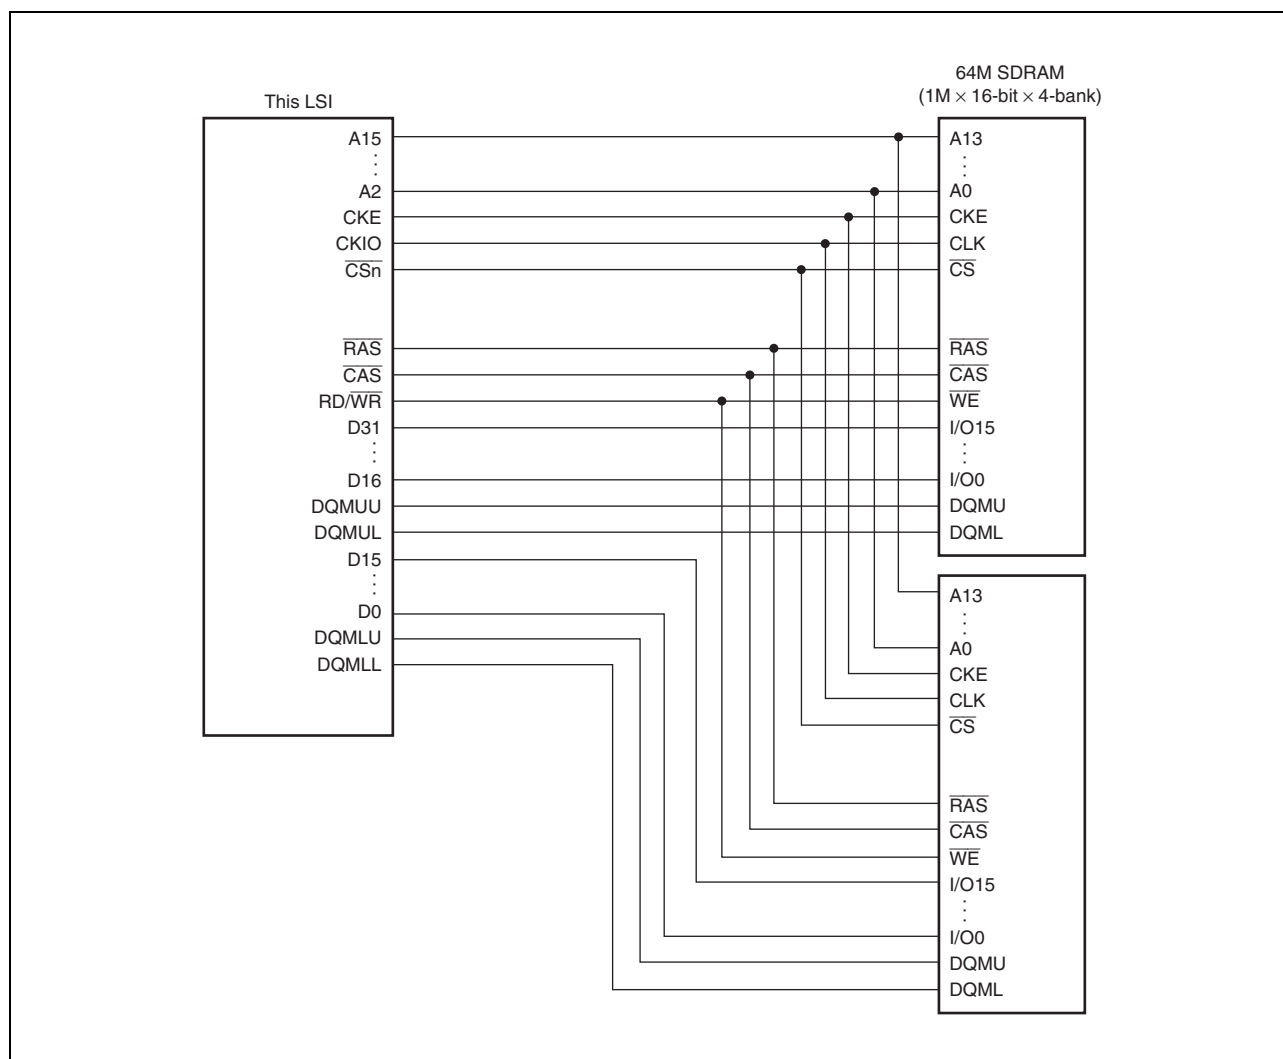 64M SDRAM
(1M × 16-bit × 4-bank)
This LSI
A15
A2
CKE
CKIO
CSn
RAS
CAS
RD/WR
D31
D16
DQMUU
DQMUL
D15
D0
DQMLU
DQMLL
A13
A0
CKE
CLK
CS
RAS
CAS
WE
I/O15
I/O0
DQMU
DQML
A13
A0
CKE
CLK
CS
RAS
CAS
WE
I/O15
I/O0
DQMU
DQML